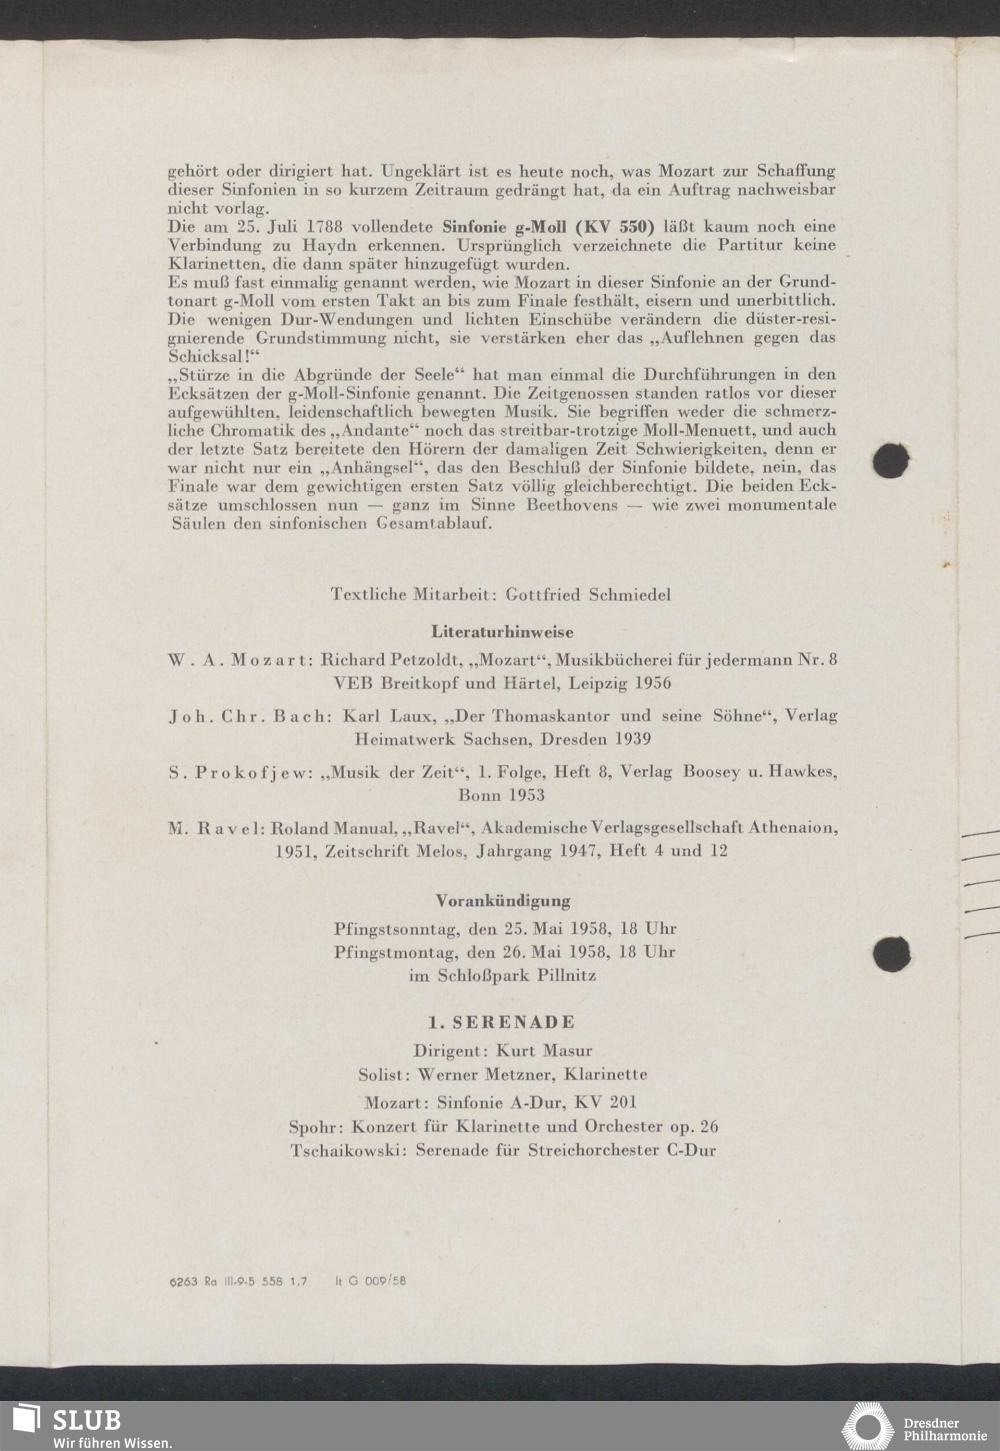 gehört oder dirigiert hat. Ungeklärt ist es heute noch, was Mozart zur Schaffung
dieser Sinfonien in so kurzem Zeitraum gedrängt hat, da ein Auftrag nachweisbar
nicht vorlag.
Die am 25. Juli 1788 vollendete Sinfonie g-Moll (KV 550) läßt kaum noch eine
Verbindung zu Haydn erkennen. Ursprünglich verzeichnete die Partitur keine
Klarinetten, die dann später hinzugefügt wurden.
Es muß fast einmalig genannt werden, wie Mozart in dieser Sinfonie an der Grund-
tonart g-Moll vom ersten Takt an bis zum Finale festhält, eisern und unerbittlich.
Die wenigen Dur-Wendungen und lichten Einschübe verändern die düster-resi-
gnierende Grundstimmung nicht, sie verstärken eher das „Auflehnen gegen das
Schicksal!“
„Stürze in die Abgründe der Seele“ hat man einmal die Durchführungen in den
Ecksätzen der g-Moll-Sinfonie genannt. Die Zeitgenossen standen ratlos vor dieser
aufgewühlten, leidenschaftlich bewegten Musik. Sie begriffen weder die schmerz-
liche Chromatik des „Andante“ noch das streitbar-trotzige Moll-Menuett, und auch
der letzte Satz bereitete den Hörern der damaligen Zeit Schwierigkeiten, denn er
war nicht nur ein „Anhängsel“, das den Beschluß der Sinfonie bildete, nein, das
Finale war dem gewichtigen ersten Satz völlig gleichberechtigt. Die beiden Eck-
sätze umschlossen nun — ganz im Sinne Beethovens — wie zwei monumentale
Säulen den sinfonischen Gesamtablauf.
Textliche Mitarbeit: Gottfried Schmiedel
Literaturhinweise
W. A. Mozart: Richard Petzoldt, „Mozart“, Musikbücherei für jedermann Nr. 8
VEB Breitkopf und Härtel, Leipzig 1956
Joh. Chr. Bach: Karl Laux, „Der Thomaskantor und seine Söhne“, Verlag
Heimatwerk Sachsen, Dresden 1939
S. Prokofjew: „Musik der Zeit“, 1. Folge, Heft 8, Verlag Boosey u. Hawkes,
Bonn 1953
M. Ravel: Roland Manual, „Ravel“, Akademische Verlagsgesellschaft Athenaion,
1951, Zeitschrift Melos, Jahrgang 1947, Heft 4 und 12
Vorankündigung
Pfingstsonntag, den 25. Mai 1958, 18 Uhr
Pfingstmontag, den 26. Mai 1958, 18 Uhr
im Schloßpark Pillnitz
1. SERENADE
Dirigent: Kurt Masur
Solist: Werner Metzner, Klarinette
Mozart: Sinfonie A-Dur, KV 201
Spohr: Konzert für Klarinette und Orchester op. 26
Tschaikowski: Serenade für Streichorchester C-Dur
6263 Ra III-9-5 558 1,7 It G 009/58
SLUB
Wir führen Wissen.
Dresdner
Philharmonie